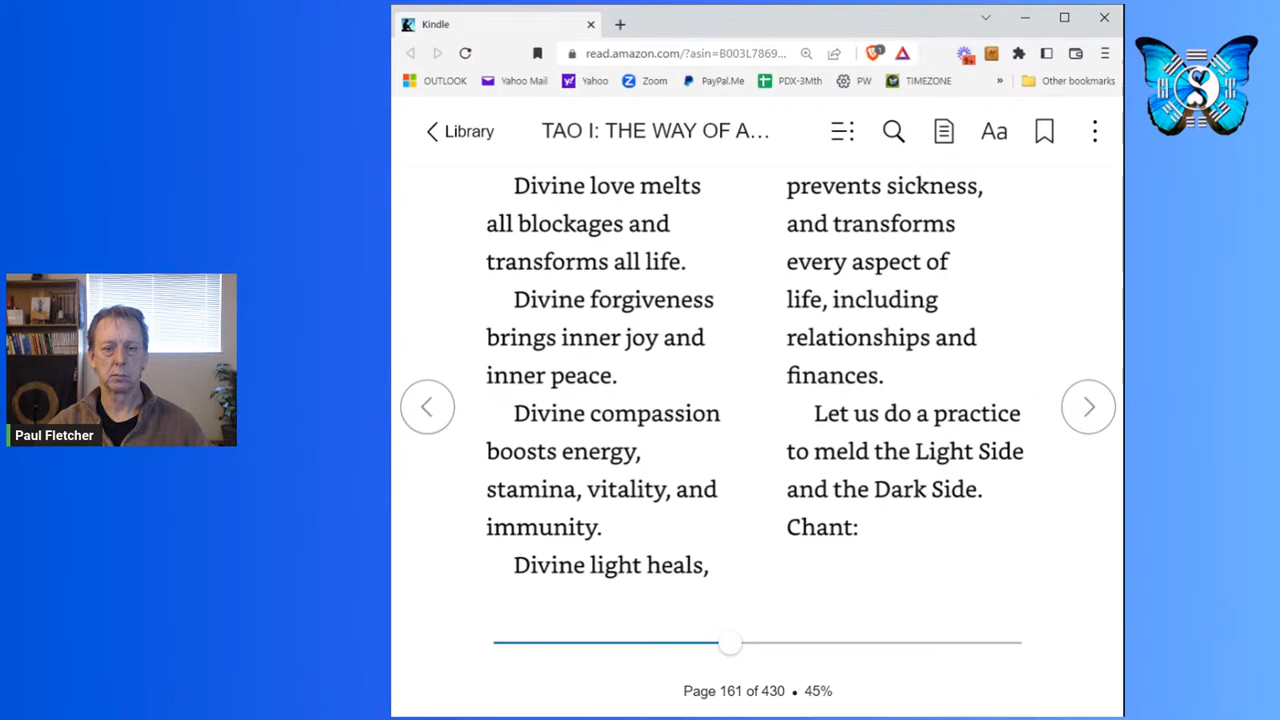 Kindle
read.amazon.com/?asin=B003L7869...
9+
1
OUTLOOK
Yahoo Mail
Yahoo
Zoom
PayPal.Me
PDX-3Mth
PW
TIMEZONE
»
Other bookmarks
Library
TAO I: THE WAY OF A...
Aa
Divine love melts
all blockages and
transforms all life.
Divine forgiveness
brings inner joy and
inner peace.
Divine compassion
boosts energy,
stamina, vitality, and
immunity.
Divine light heals,
prevents sickness,
and transforms
every aspect of
life, including
relationships and
finances.
Let us do a practice
to meld the Light Side
and the Dark Side.
Chant:
Page 161 of 430 • 45%
Paul Fletcher